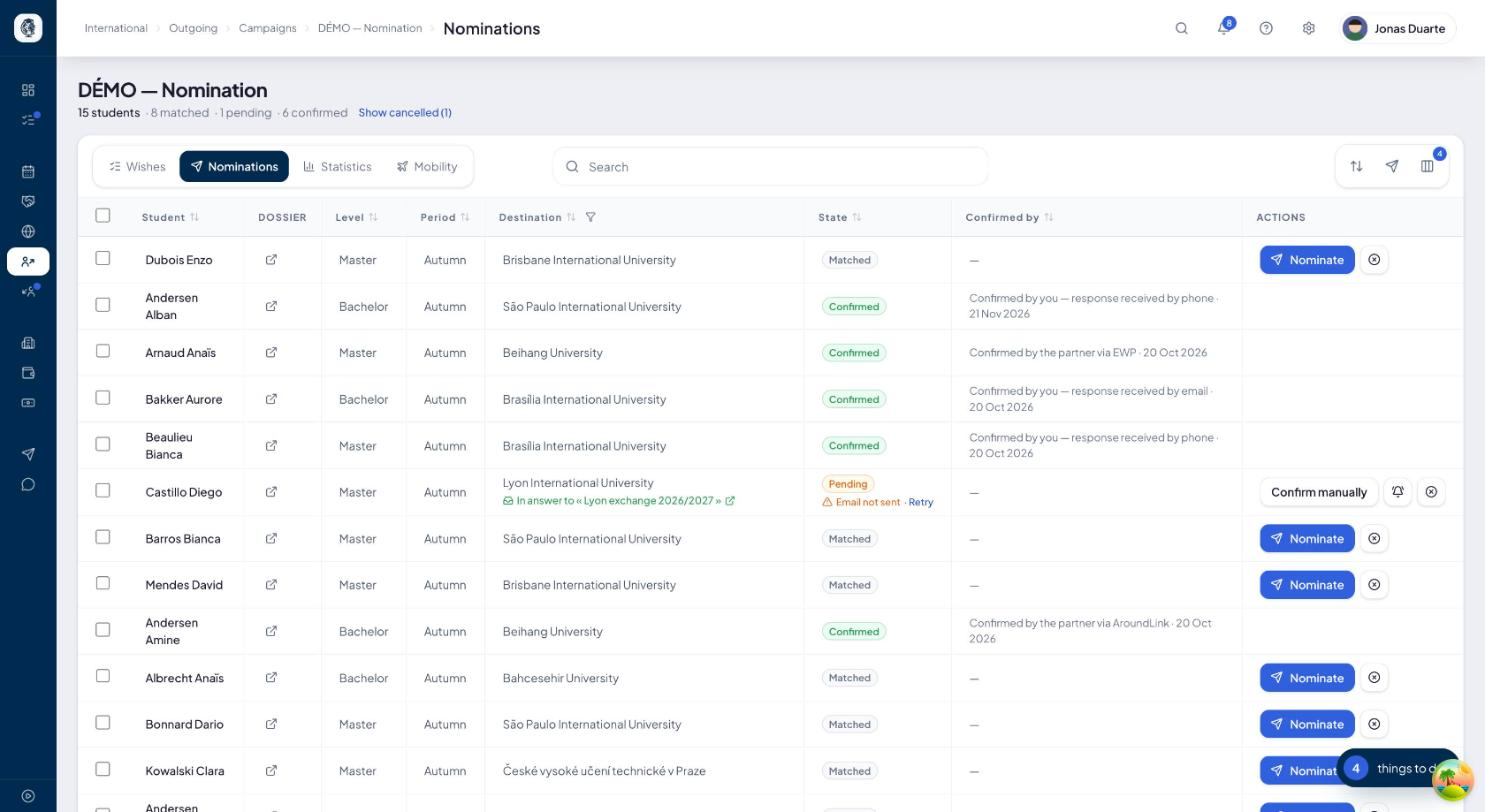 International Outgoing Campaigns DÉMO — Nomination Nominations
8
Jonas Duarte
DÉMO — Nomination
15 students · 8 matched · 1 pending · 6 confirmed Show cancelled (1)
Wishes Nominations Statistics Mobility
Search
4
Student DOSSIER Level Period Destination State Confirmed by ACTIONS
Dubois Enzo Master Autumn Brisbane International University Matched — Nominate
Andersen Alban Bachelor Autumn São Paulo International University Confirmed Confirmed by you — response received by phone · 21 Nov 2026
Arnaud Anaïs Master Autumn Beihang University Confirmed Confirmed by the partner via EWP · 20 Oct 2026
Bakker Aurore Bachelor Autumn Brasília International University Confirmed Confirmed by you — response received by email · 20 Oct 2026
Beaulieu Bianca Master Autumn Brasília International University Confirmed Confirmed by you — response received by phone · 20 Oct 2026
Castillo Diego Master Autumn Lyon International University Pending — Confirm manually
In answer to « Lyon exchange 2026/2027 » Email not sent · Retry
Barros Bianca Master Autumn São Paulo International University Matched — Nominate
Mendes David Master Autumn Brisbane International University Matched — Nominate
Andersen Amine Bachelor Autumn Beihang University Confirmed Confirmed by the partner via AroundLink · 20 Oct 2026
Albrecht Anaïs Bachelor Autumn Bahcesehir University Matched — Nominate
Bonnard Dario Master Autumn São Paulo International University Matched — Nominate
Kowalski Clara Master Autumn České vysoké učení technické v Praze Matched —
4 things to
Andersen